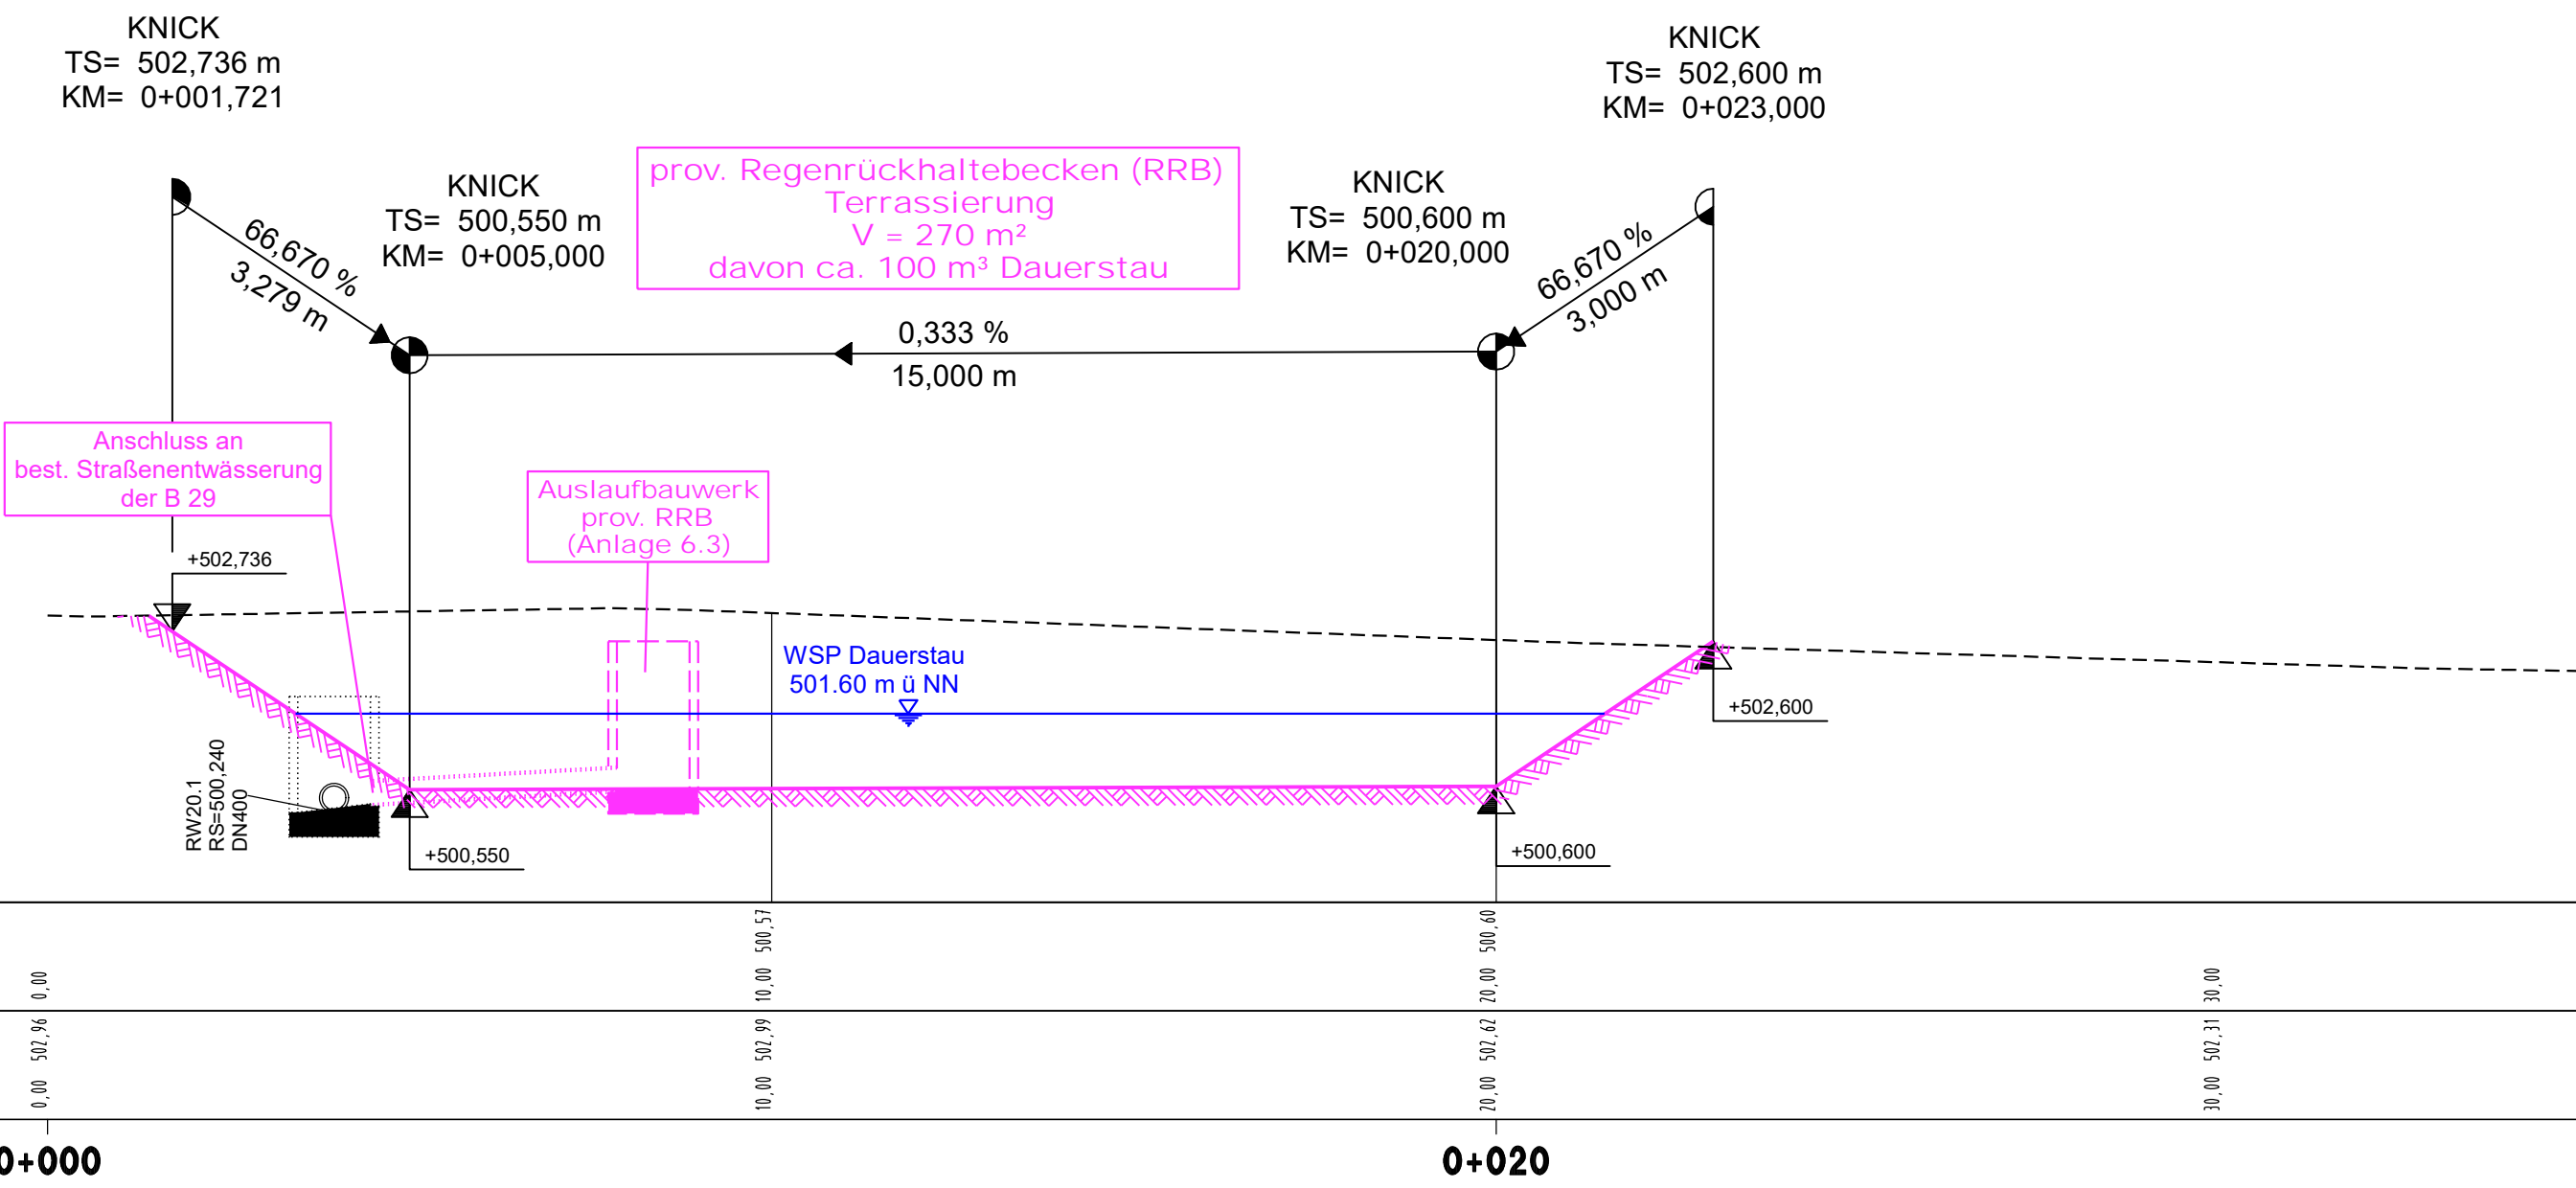 KNICK
TS= 502,736 m
KM= 0+001,721
KNICK
TS= 502,600 m
KM= 0+023,000
KNICK
TS= 500,550 m
KM= 0+005,000
prov. Regenrückhaltebecken (RRB)
Terrassierung
V = 270 m²
davon ca. 100 m³ Dauerstau
KNICK
TS= 500,600 m
KM= 0+020,000
66,670 %
3,279 m
0,333 %
15,000 m
66,670 %
3,000 m
Anschluss an
best. Straßenentwässerung
der B 29
Auslaufbauwerk
prov. RRB
(Anlage 6.3)
+502,736
WSP Dauerstau
501.60 m ü NN
+502,600
RW20.1
RS=500,240
DN400
+500,550
+500,600
0,00
10,00 500,57
20,00 500,60
30,00
0,00 502,96
10,00 502,99
20,00 502,62
30,00 502,31
0+000
0+020